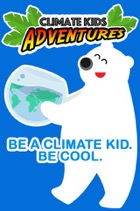 CLIMATE KIDS
ADVENTURES
BE A CLIMATE KID.
BE COOL.